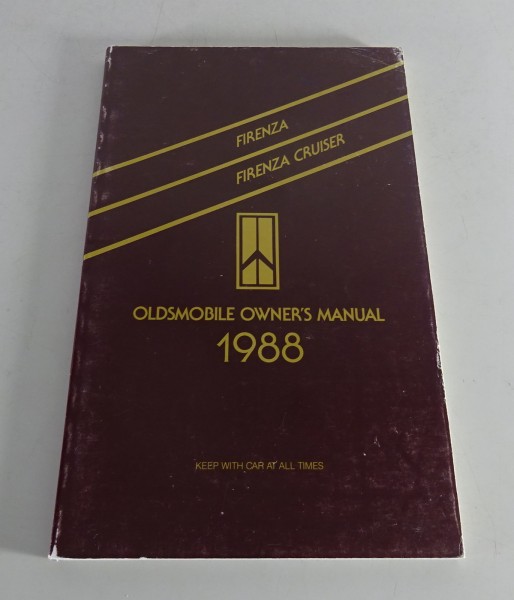 FIRENZA
FIRENZA CRUISER
OLDSMOBILE OWNER'S MANUAL
1988
KEEP WITH CAR AT ALL TIMES